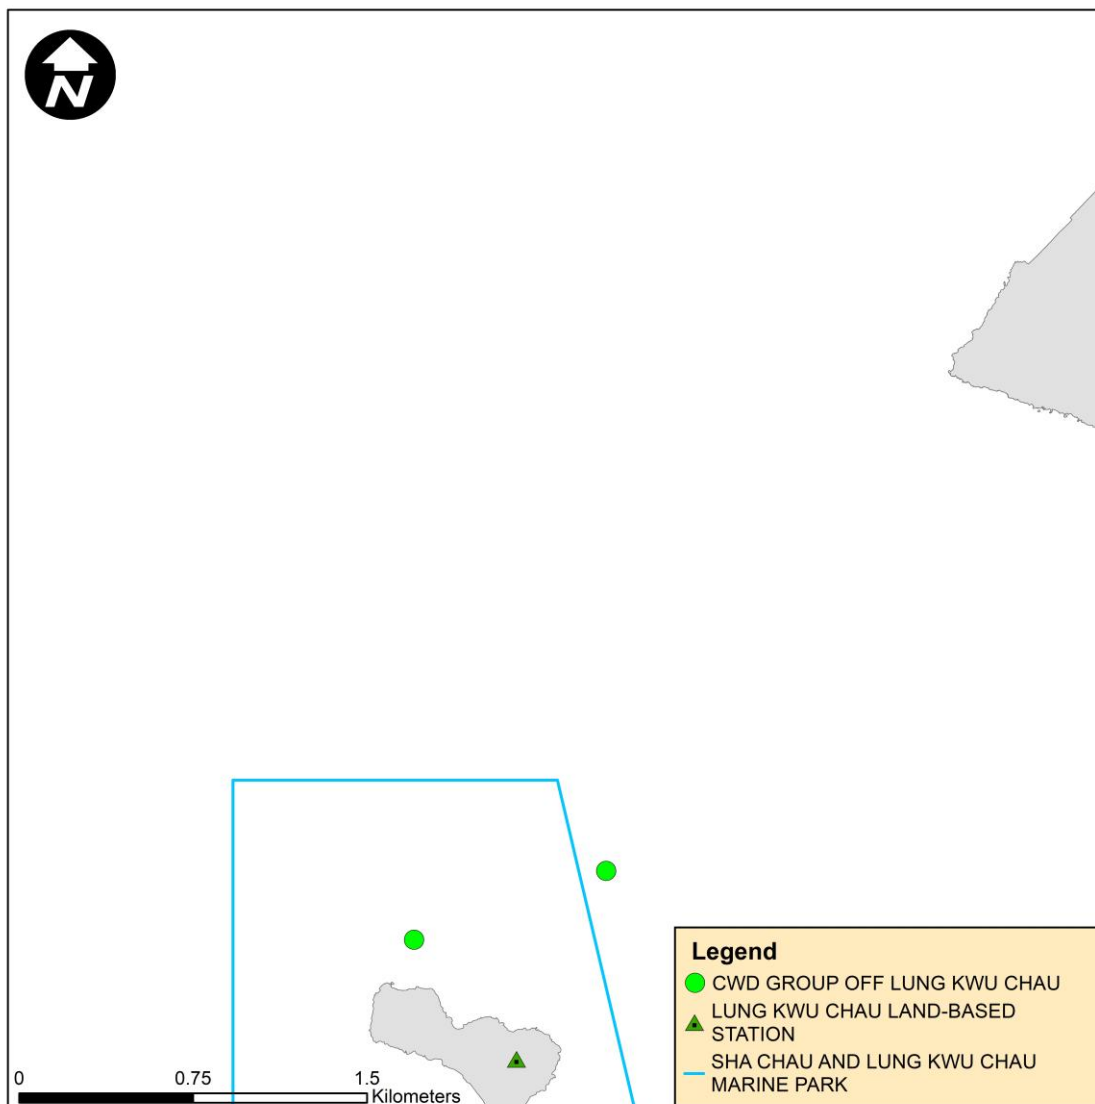 N
Legend
CWD GROUP OFF LUNG KWU CHAU
LUNG KWU CHAU LAND-BASED
STATION
SHA CHAU AND LUNG KWU CHAU
MARINE PARK
0 0.75 1.5
Kilometers